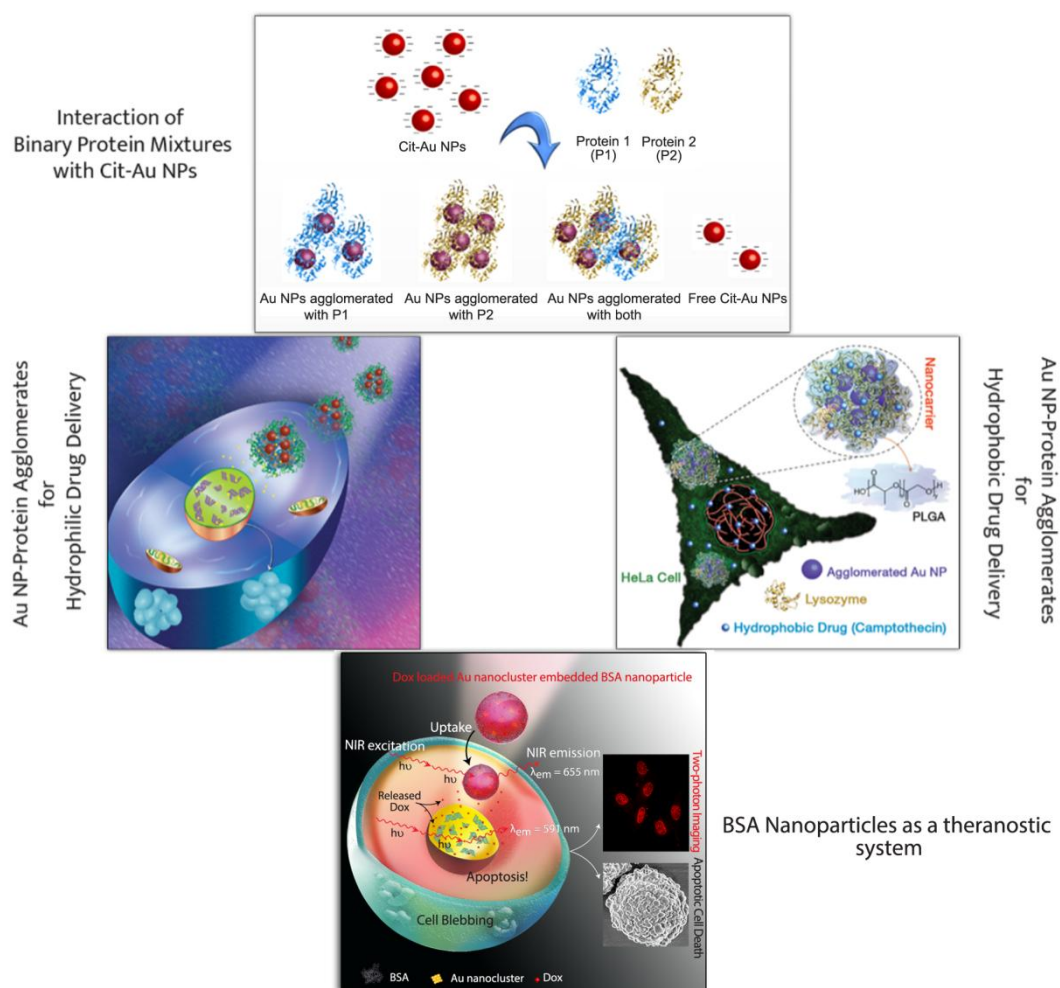 Interaction of
Binary Protein Mixtures
with Cit-Au NPs
Cit-Au NPs
Protein 1
(P1)
Protein 2
(P2)
Au NPs agglomerated
with P1
Au NPs agglomerated
with P2
Au NPs agglomerated
with both
Free Cit-Au NPs
Au NP-Protein Agglomerates
for
Hydrophilic Drug Delivery
Nanocarrier
HO
O
O
O
O
H
PLGA
HeLa Cell
Agglomerated Au NP
Lysozyme
Hydrophobic Drug (Camptothecin)
Au NP-Protein Agglomerates
for
Hydrophobic Drug Delivery
Dox loaded Au nanocluster embedded BSA nanoparticle
Uptake
NIR excitation
NIR emission
hυ
hυ
λem = 655 nm
Released
Dox
hυ
hυ
λem = 591 nm
Apoptosis!
Cell Blebbing
Two-photon Imaging
Apoptotic Cell Death
BSA
Au nanocluster
Dox
BSA Nanoparticles as a theranostic
system